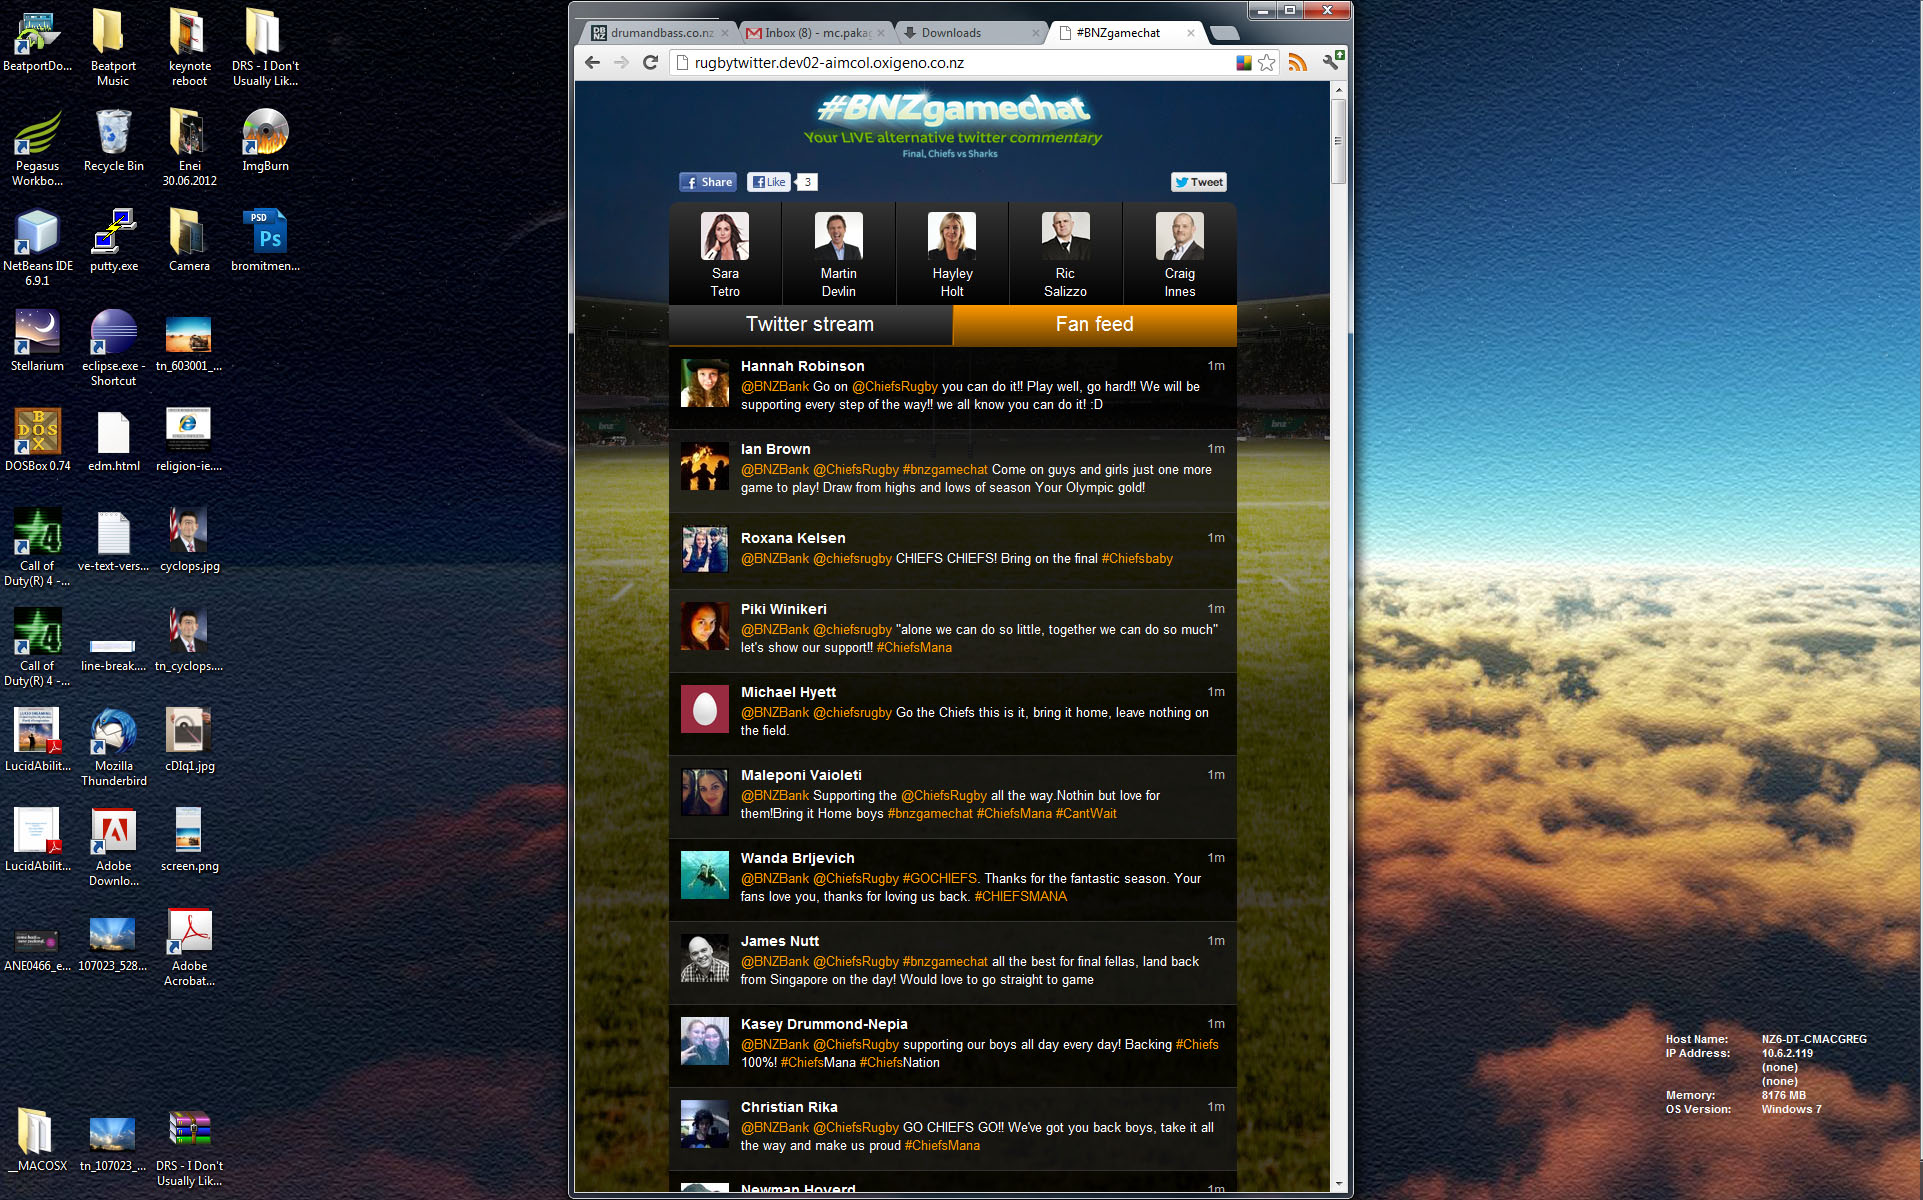 BeatportDo...
Beatport
Music
keynote
reboot
DRS - I Don't
Usually Lik...
Pegasus
Workbo...
Recycle Bin
Enei
30.06.2012
ImgBurn
NetBeans IDE
6.9.1
putty.exe
Camera
PSD
Ps
bromitmen...
Stellarium
eclipse.exe -
Shortcut
tn_603001_...
DOSBox 0.74
edm.html
religion-ie....
Call of
Duty(R) 4 -...
ve-text-vers...
cyclops.jpg
Call of
Duty(R) 4 -...
line-break....
tn_cyclops....
LucidAbilit...
Mozilla
Thunderbird
cDIq1.jpg
LucidAbilit...
Adobe
Downlo...
screen.png
ANE0466_e...
107023_528...
Adobe
Acrobat...
__MACOSX
tn_107023_...
DRS - I Don't
Usually Lik...
drumandbass.co.nz
Inbox (8) - mc.pakag
Downloads
#BNZgamechat
rugbytwitter.dev02-aimcol.oxigeno.co.nz
#BNZgamechat
Your LIVE alternative twitter commentary
Final, Chiefs vs Sharks
Share
Like
3
Tweet
Sara
Tetro
Martin
Devlin
Hayley
Holt
Ric
Salizzo
Craig
Innes
Twitter stream
Fan feed
Hannah Robinson 1m
@BNZBank Go on @ChiefsRugby you can do it!! Play well, go hard!! We will be
supporting every step of the way!! we all know you can do it! :D
Ian Brown 1m
@BNZBank @ChiefsRugby #bnzgamechat Come on guys and girls just one more
game to play! Draw from highs and lows of season Your Olympic gold!
Roxana Kelsen 1m
@BNZBank @chiefsrugby CHIEFS CHIEFS! Bring on the final #Chiefsbaby
Piki Winikeri 1m
@BNZBank @chiefsrugby "alone we can do so little, together we can do so much"
let's show our support!! #ChiefsMana
Michael Hyett 1m
@BNZBank @chiefsrugby Go the Chiefs this is it, bring it home, leave nothing on
the field.
Maleponi Vaioleti 1m
@BNZBank Supporting the @ChiefsRugby all the way.Nothin but love for
them!Bring it Home boys #bnzgamechat #ChiefsMana #CantWait
Wanda Brljevich 1m
@BNZBank @ChiefsRugby #GOCHIEFS. Thanks for the fantastic season. Your
fans love you, thanks for loving us back. #CHIEFSMANA
James Nutt 1m
@BNZBank @ChiefsRugby #bnzgamechat all the best for final fellas, land back
from Singapore on the day! Would love to go straight to game
Kasey Drummond-Nepia 1m
@BNZBank @ChiefsRugby supporting our boys all day every day! Backing #Chiefs
100%! #ChiefsMana #ChiefsNation
Christian Rika 1m
@BNZBank @ChiefsRugby GO CHIEFS GO!! We've got you back boys, take it all
the way and make us proud #ChiefsMana
Newman Hoverd 1m
Host Name: NZ6-DT-CMACGREG
IP Address: 10.6.2.119
(none)
(none)
Memory: 8176 MB
OS Version: Windows 7